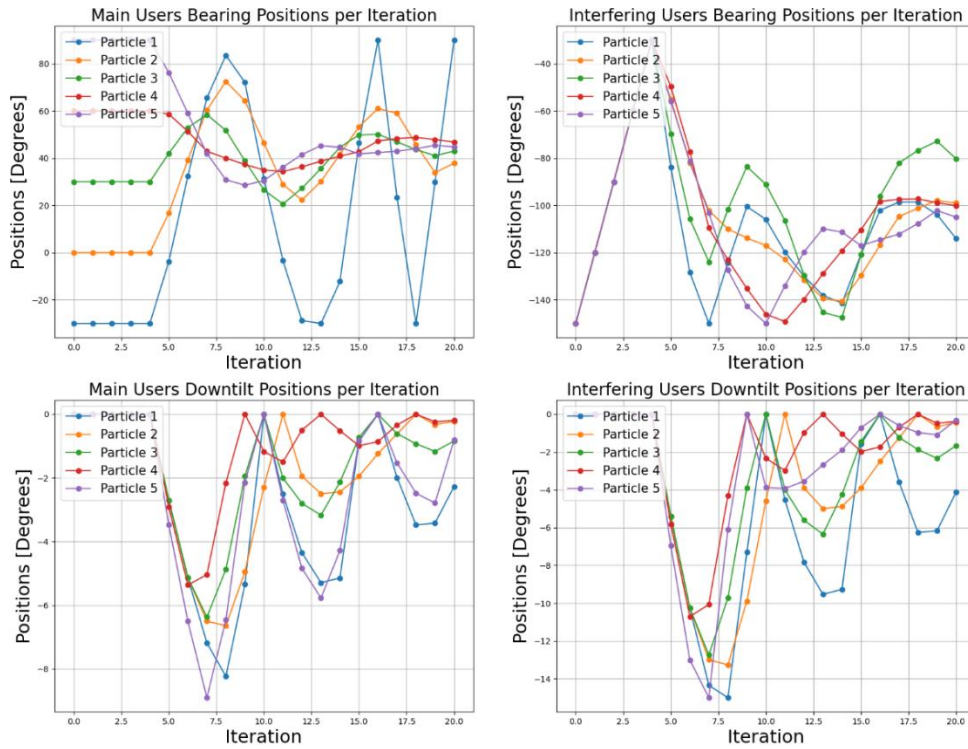 Main Users Bearing Positions per Iteration
Positions [Degrees]
80
60
40
20
0
−20
Particle 1
Particle 2
Particle 3
Particle 4
Particle 5
0.0 2.5 5.0 7.5 10.0 12.5 15.0 17.5 20.0
Iteration
Interfering Users Bearing Positions per Iteration
Positions [Degrees]
−40
−60
−80
−100
−120
−140
Particle 1
Particle 2
Particle 3
Particle 4
Particle 5
0.0 2.5 5.0 7.5 10.0 12.5 15.0 17.5 20.0
Iteration
Main Users Downtilt Positions per Iteration
Positions [Degrees]
0
−2
−4
−6
−8
Particle 1
Particle 2
Particle 3
Particle 4
Particle 5
0.0 2.5 5.0 7.5 10.0 12.5 15.0 17.5 20.0
Iteration
Interfering Users Downtilt Positions per Iteration
Positions [Degrees]
0
−2
−4
−6
−8
−10
−12
−14
Particle 1
Particle 2
Particle 3
Particle 4
Particle 5
0.0 2.5 5.0 7.5 10.0 12.5 15.0 17.5 20.0
Iteration